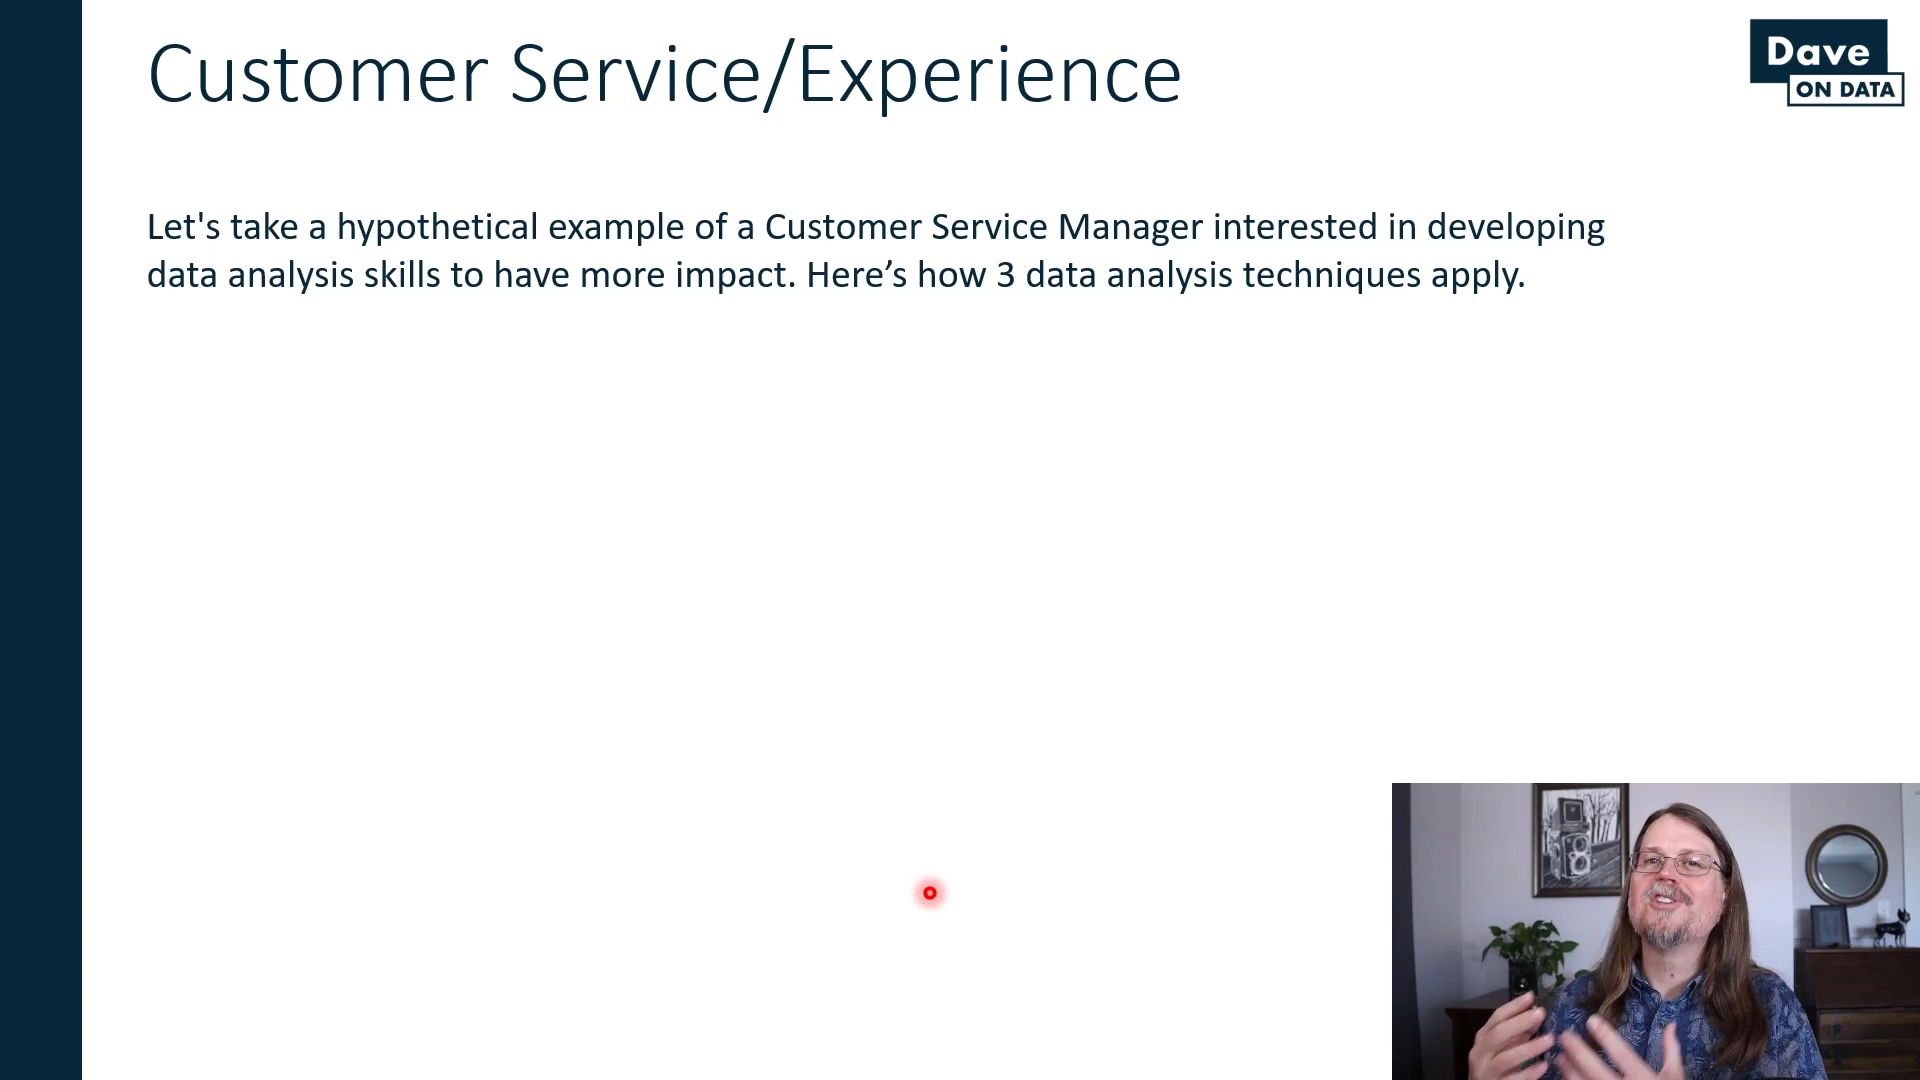 Customer Service/Experience
Dave
ON DATA
Let's take a hypothetical example of a Customer Service Manager interested in developing
data analysis skills to have more impact. Here’s how 3 data analysis techniques apply.